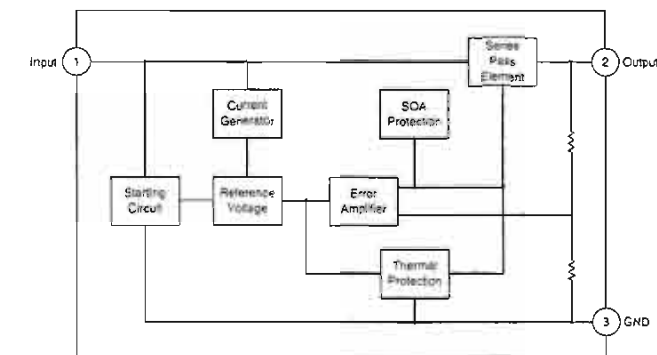 Input
1
Series
Pass
Element
2
Output
Current
Generator
SOA
Protection
Starting
Circuit
Reference
Voltage
Error
Amplifier
Thermal
Protection
3
GND